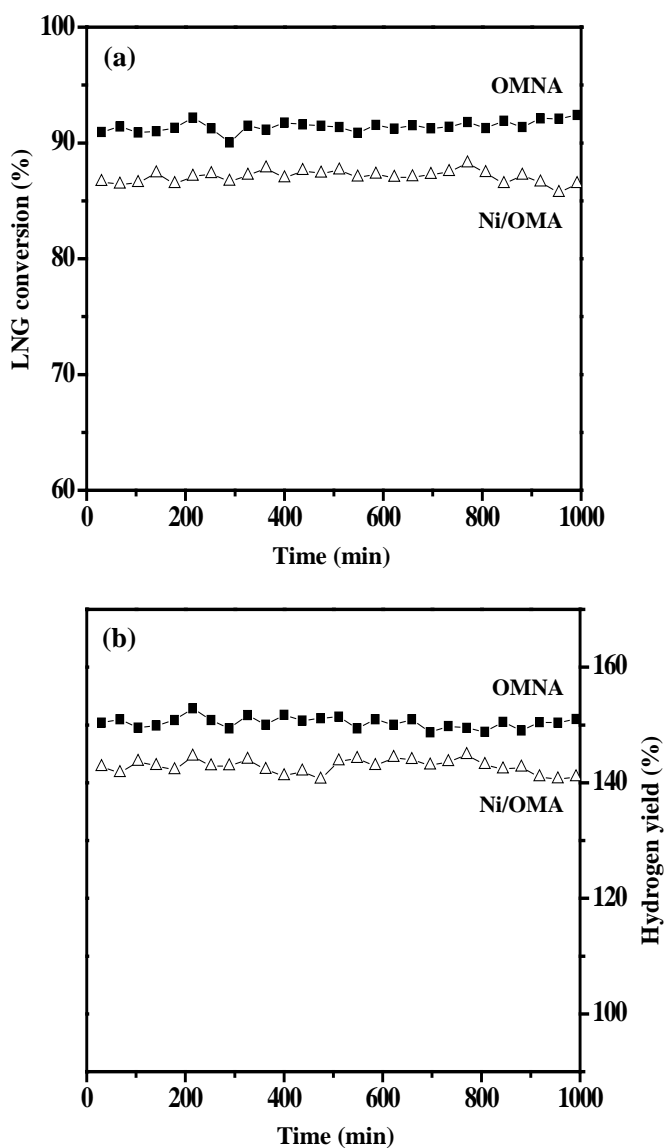 100
(a)
OMNA
90
Ni/OMA
LNG conversion (%)
80
70
60
0 200 400 600 800 1000
Time (min)
(b)
160
OMNA
140
Ni/OMA
Hydrogen yield (%)
120
100
0 200 400 600 800 1000
Time (min)